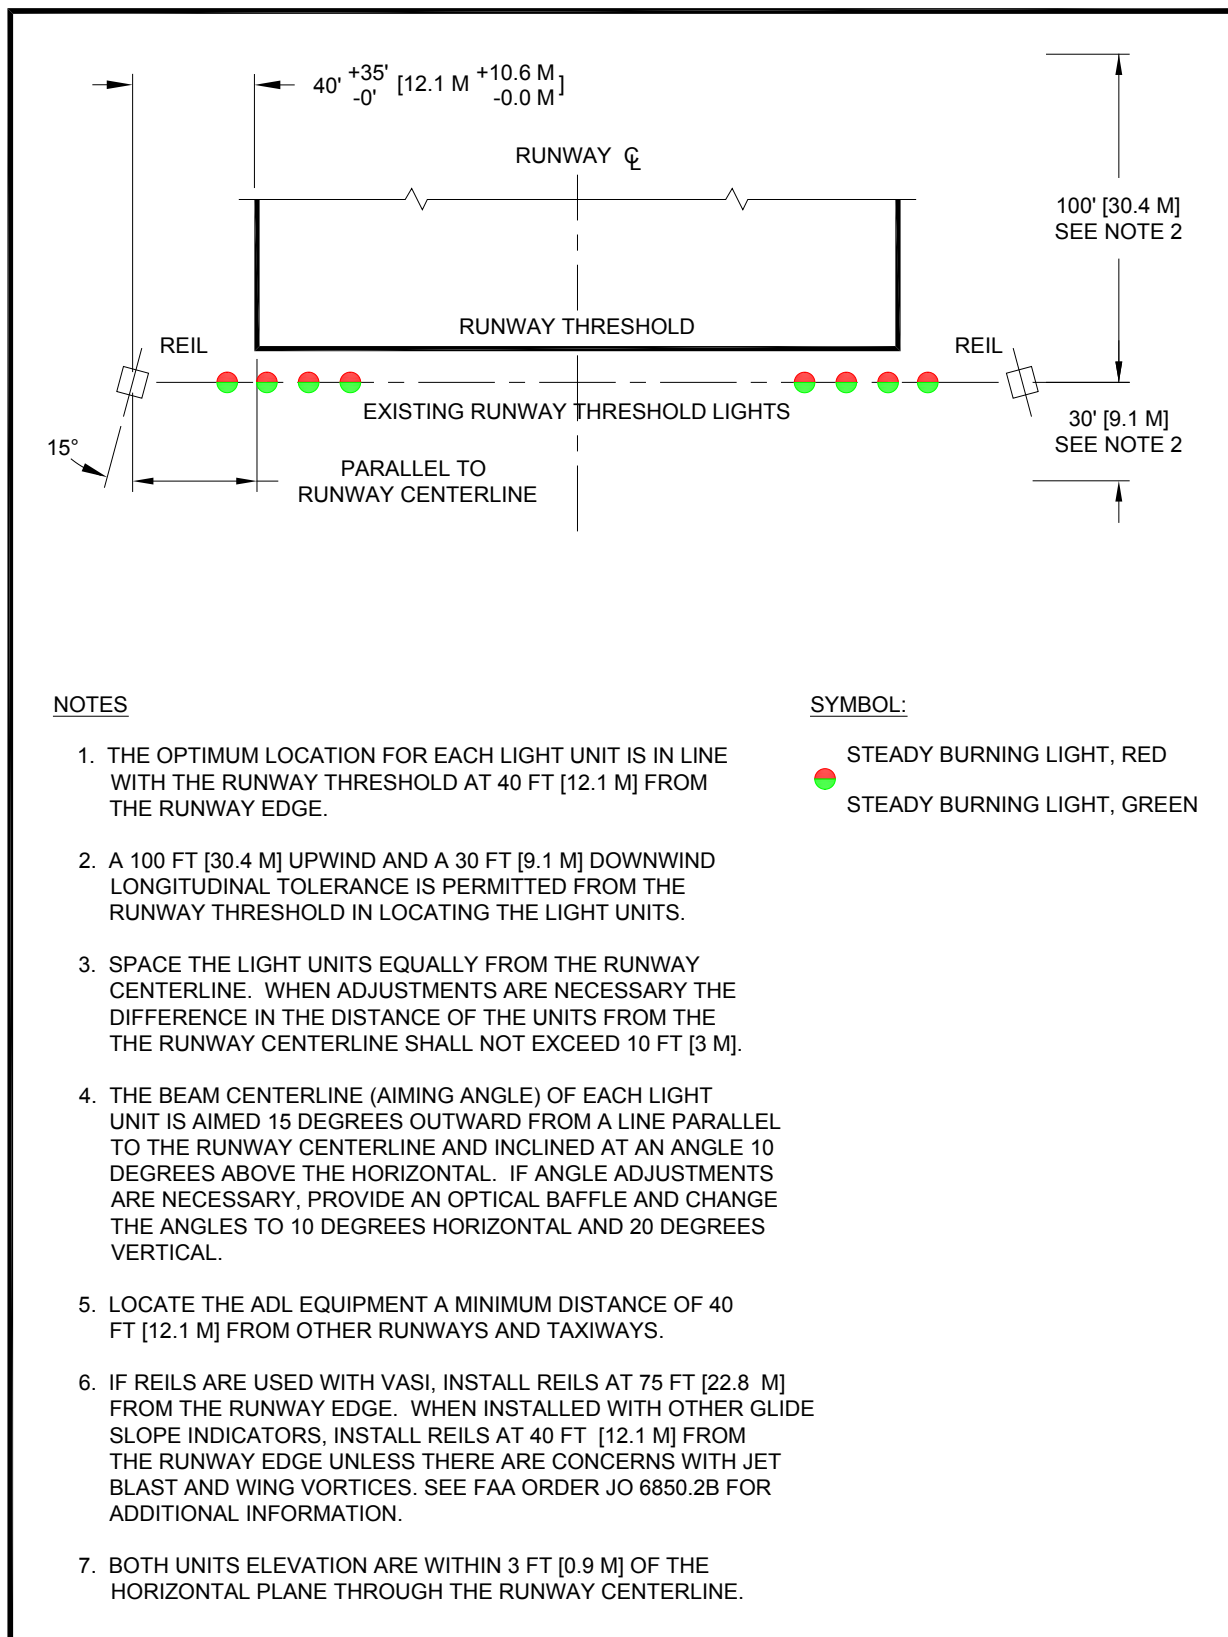 40' +35' -0' [12.1 M +10.6 M -0.0 M]
RUNWAY ℄
100' [30.4 M]
SEE NOTE 2
RUNWAY THRESHOLD
REIL
REIL
EXISTING RUNWAY THRESHOLD LIGHTS
30' [9.1 M]
SEE NOTE 2
15°
PARALLEL TO
RUNWAY CENTERLINE
NOTES
1. THE OPTIMUM LOCATION FOR EACH LIGHT UNIT IS IN LINE
WITH THE RUNWAY THRESHOLD AT 40 FT [12.1 M] FROM
THE RUNWAY EDGE.
2. A 100 FT [30.4 M] UPWIND AND A 30 FT [9.1 M] DOWNWIND
LONGITUDINAL TOLERANCE IS PERMITTED FROM THE
RUNWAY THRESHOLD IN LOCATING THE LIGHT UNITS.
3. SPACE THE LIGHT UNITS EQUALLY FROM THE RUNWAY
CENTERLINE. WHEN ADJUSTMENTS ARE NECESSARY THE
DIFFERENCE IN THE DISTANCE OF THE UNITS FROM THE
THE RUNWAY CENTERLINE SHALL NOT EXCEED 10 FT [3 M].
4. THE BEAM CENTERLINE (AIMING ANGLE) OF EACH LIGHT
UNIT IS AIMED 15 DEGREES OUTWARD FROM A LINE PARALLEL
TO THE RUNWAY CENTERLINE AND INCLINED AT AN ANGLE 10
DEGREES ABOVE THE HORIZONTAL. IF ANGLE ADJUSTMENTS
ARE NECESSARY, PROVIDE AN OPTICAL BAFFLE AND CHANGE
THE ANGLES TO 10 DEGREES HORIZONTAL AND 20 DEGREES
VERTICAL.
5. LOCATE THE ADL EQUIPMENT A MINIMUM DISTANCE OF 40
FT [12.1 M] FROM OTHER RUNWAYS AND TAXIWAYS.
6. IF REILS ARE USED WITH VASI, INSTALL REILS AT 75 FT [22.8 M]
FROM THE RUNWAY EDGE. WHEN INSTALLED WITH OTHER GLIDE
SLOPE INDICATORS, INSTALL REILS AT 40 FT [12.1 M] FROM
THE RUNWAY EDGE UNLESS THERE ARE CONCERNS WITH JET
BLAST AND WING VORTICES. SEE FAA ORDER JO 6850.2B FOR
ADDITIONAL INFORMATION.
7. BOTH UNITS ELEVATION ARE WITHIN 3 FT [0.9 M] OF THE
HORIZONTAL PLANE THROUGH THE RUNWAY CENTERLINE.
SYMBOL:
STEADY BURNING LIGHT, RED
STEADY BURNING LIGHT, GREEN